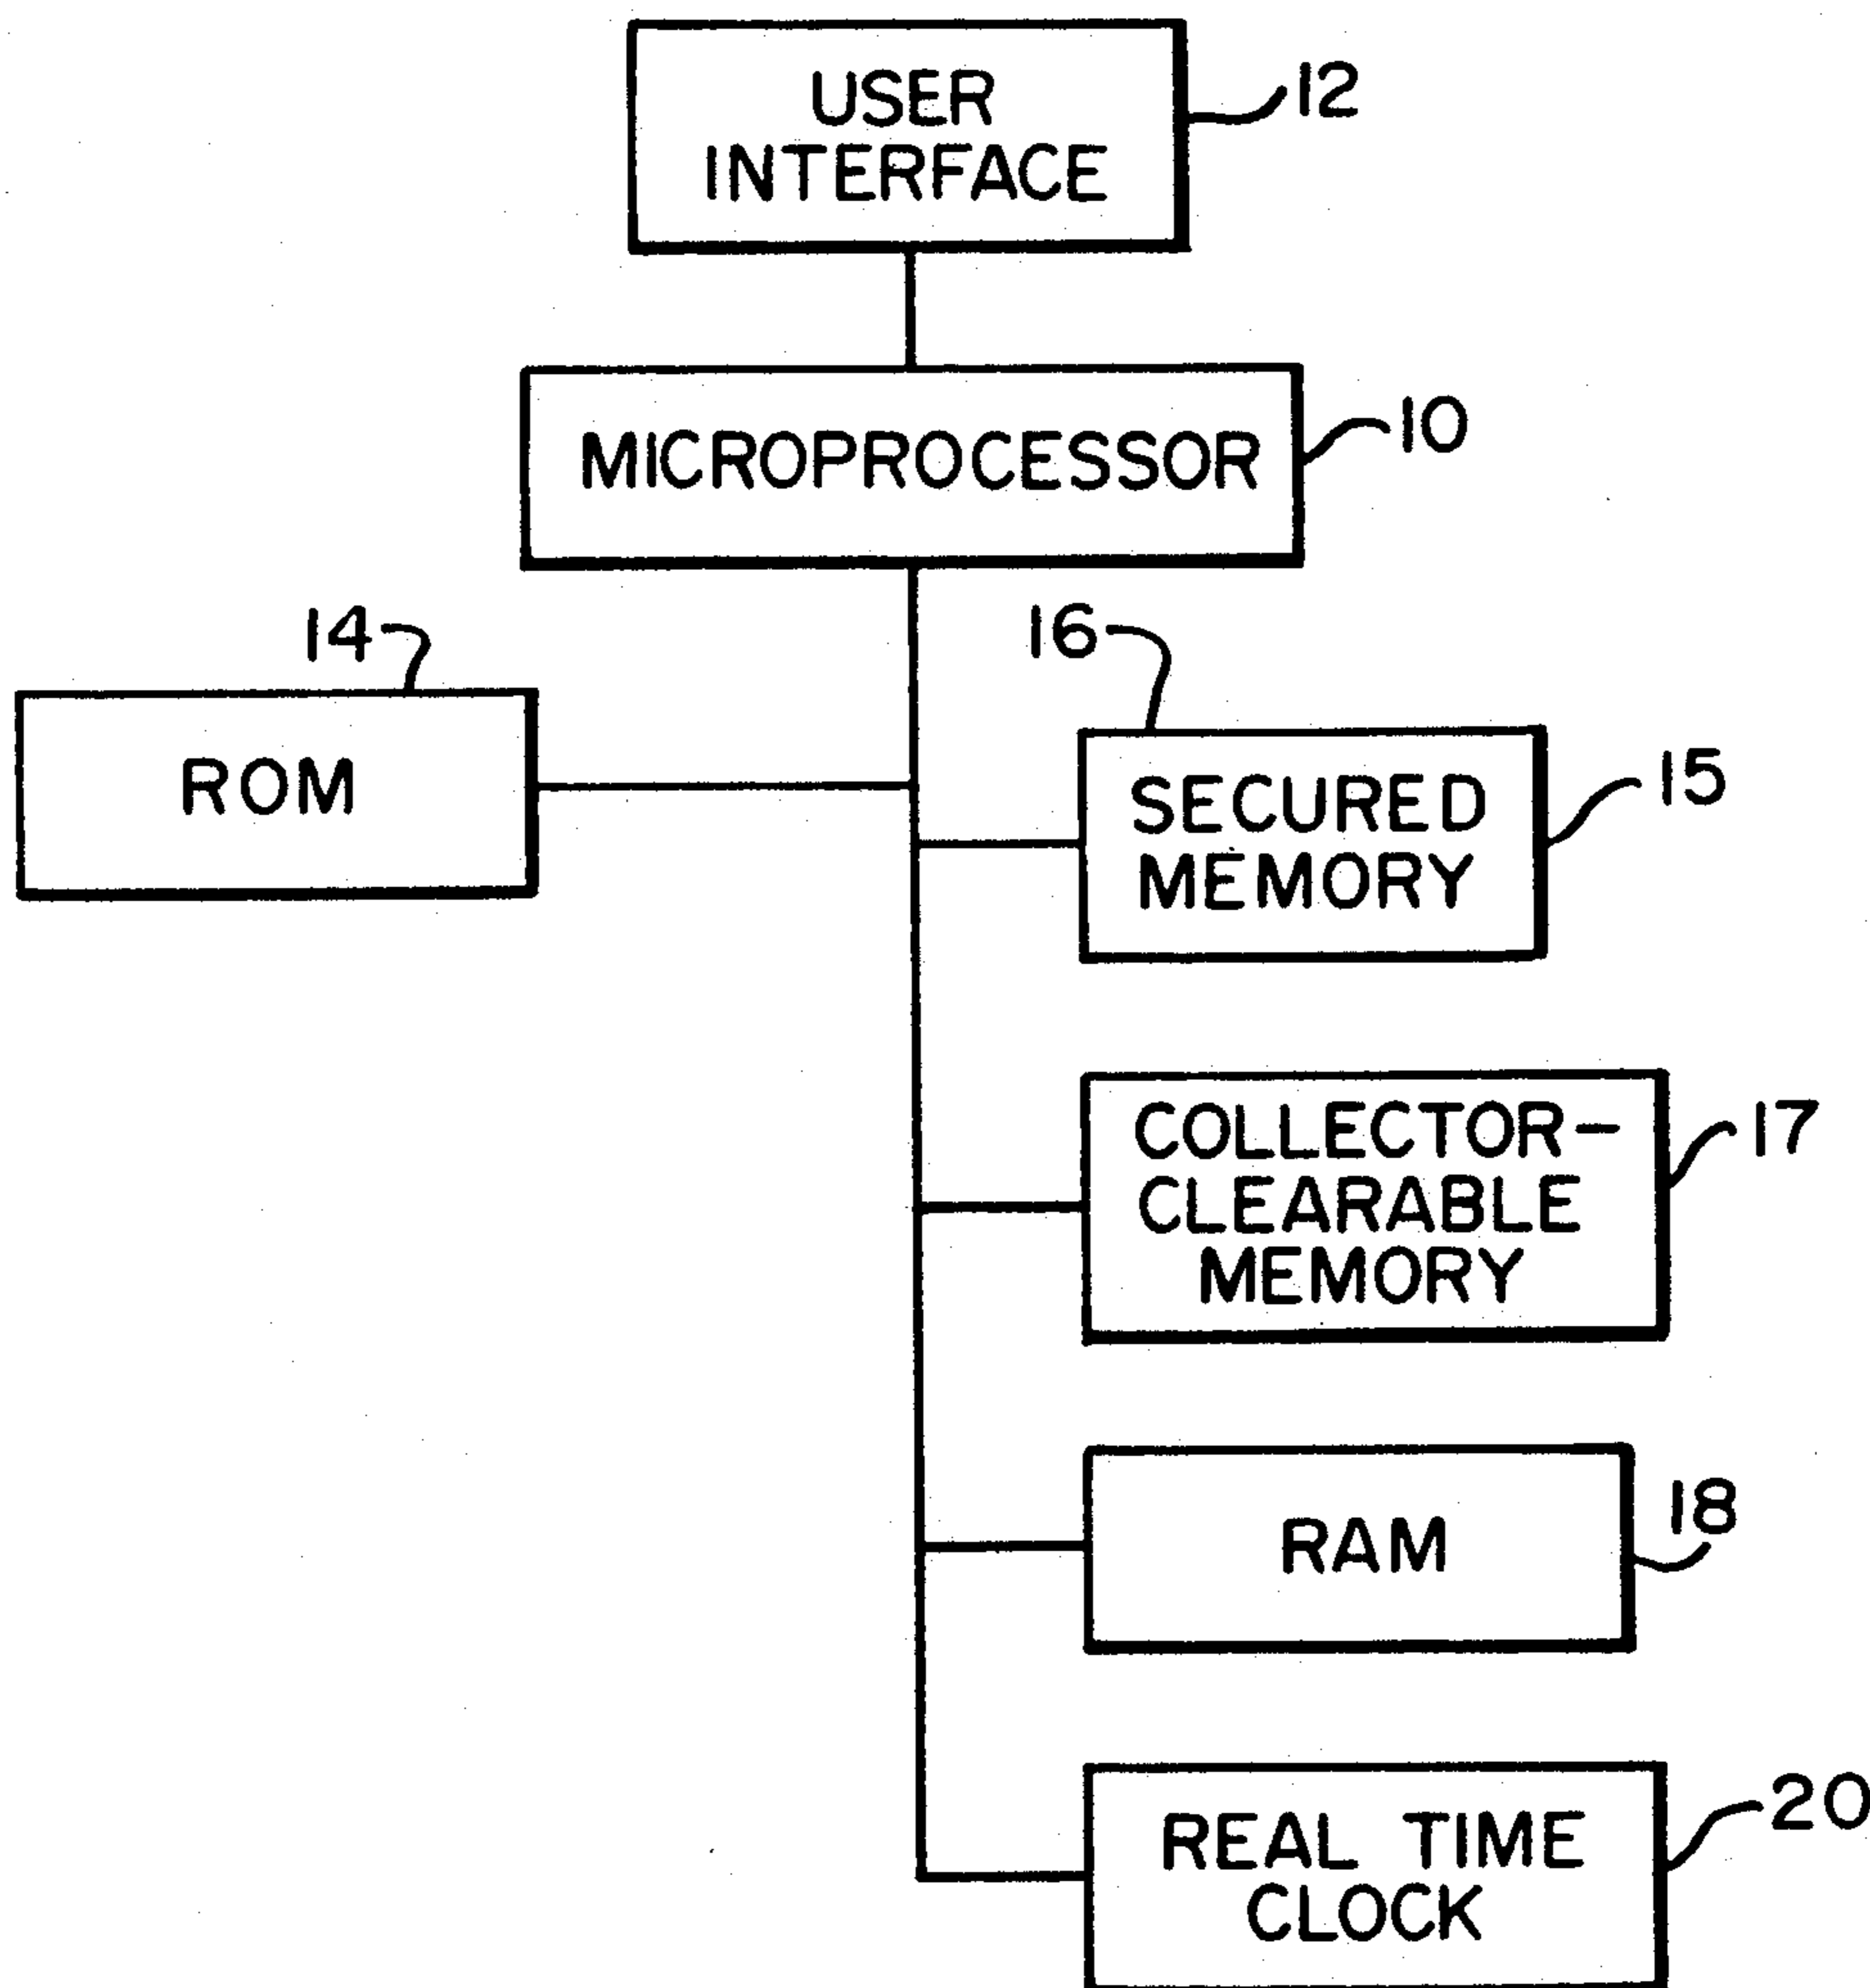 USER
INTERFACE
12
MICROPROCESSOR
10
14
ROM
16
SECURED
MEMORY
15
COLLECTOR-
CLEARABLE
MEMORY
17
RAM
18
REAL TIME
CLOCK
20